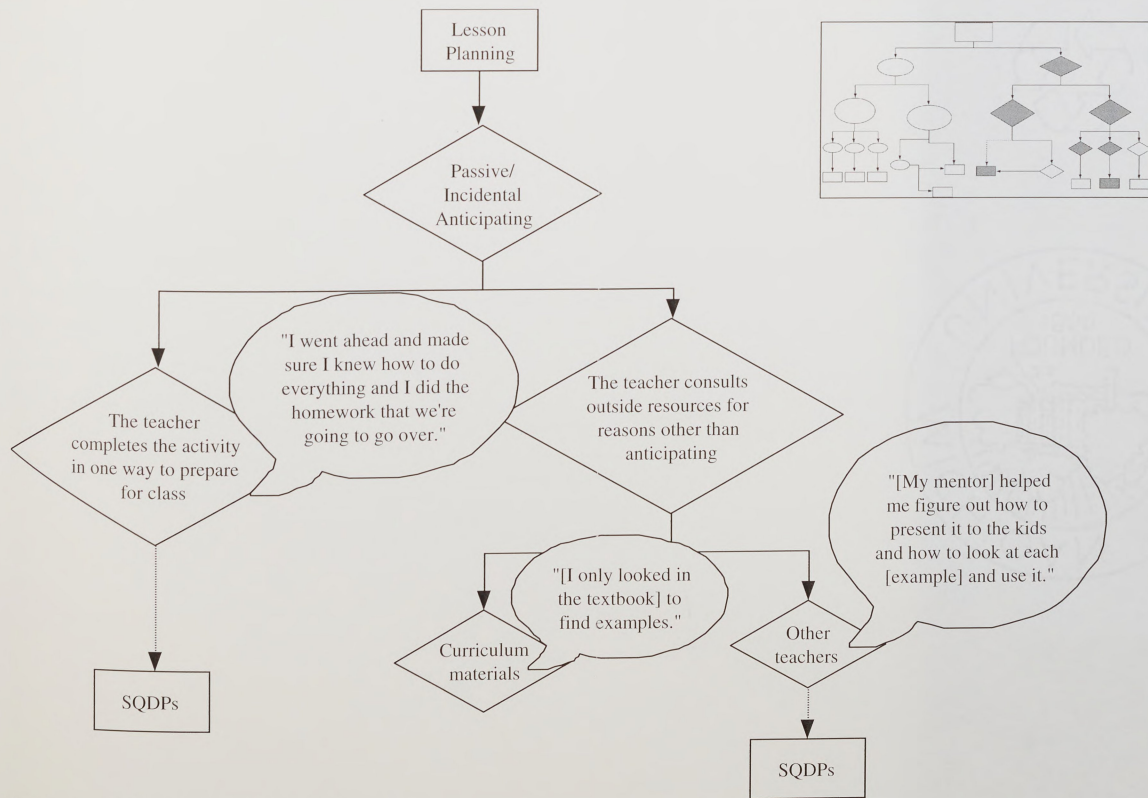 Lesson
Planning
Passive/
Incidental
Anticipating
"I went ahead and made
sure I knew how to do
everything and I did the
homework that we're
going to go over."
The teacher
completes the activity
in one way to prepare
for class
The teacher consults
outside resources for
reasons other than
anticipating
"[My mentor] helped
me figure out how to
present it to the kids
and how to look at each
[example] and use it."
"[I only looked in
the textbook] to
find examples."
Curriculum
materials
Other
teachers
SQDPs
SQDPs